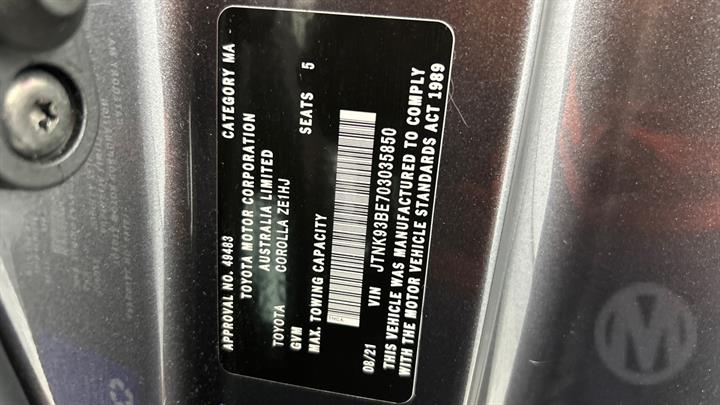 APPROVAL NO. 49483 CATEGORY MA
TOYOTA MOTOR CORPORATION
AUSTRALIA LIMITED
TOYOTA COROLLA ZE1HJ
GVM SEATS 5
MAX. TOWING CAPACITY
08/21 VIN JTNK93BE703035850
THIS VEHICLE WAS MANUFACTURED TO COMPLY
WITH THE MOTOR VEHICLE STANDARDS ACT 1989
M